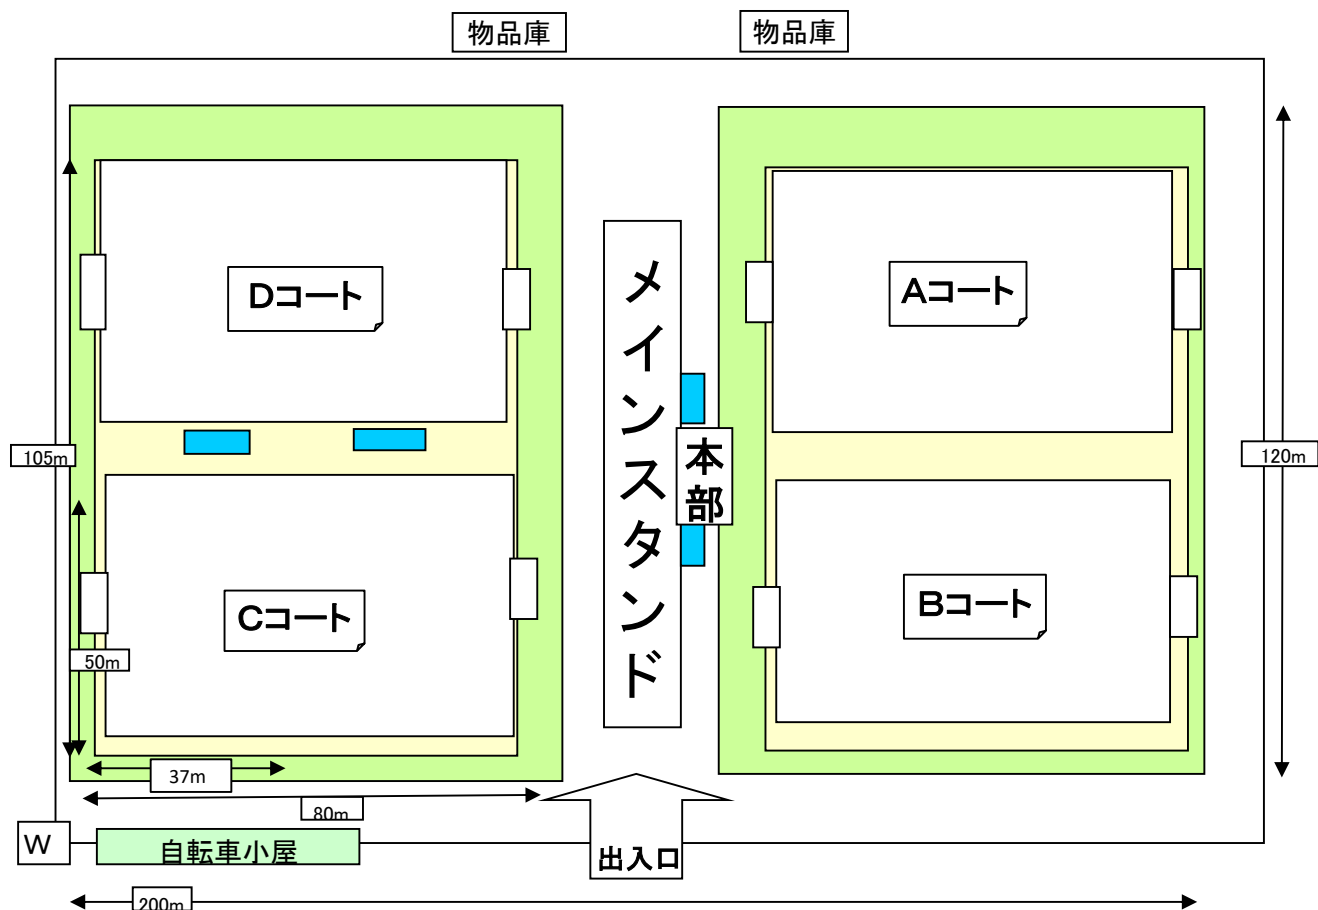 物品庫
物品庫
Dコート
Aコート
メインスタンド
本部
105m
120m
Cコート
Bコート
50m
37m
80m
W
自転車小屋
出入口
200m